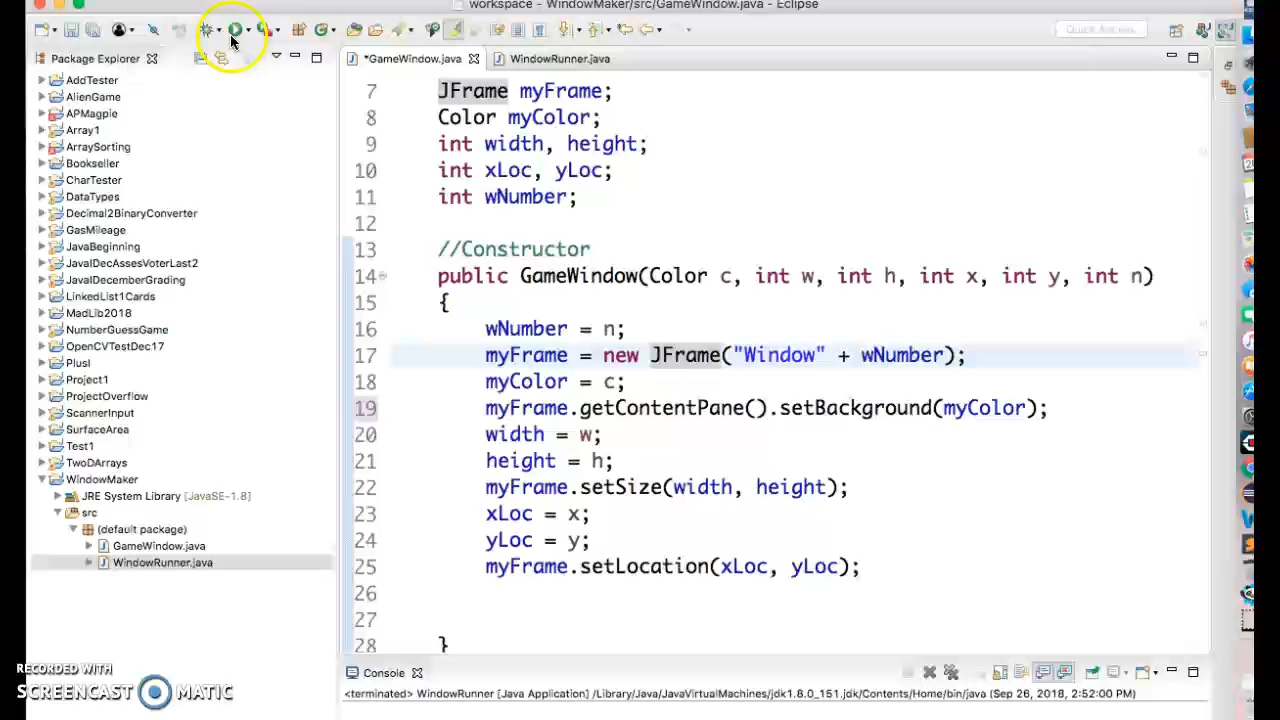 workspace - WindowMaker/src/GameWindow.java - Eclipse
Quick Access
Package Explorer
*GameWindow.java
WindowRunner.java
AddTester
AlienGame
APMagpie
Array1
ArraySorting
Bookseller
CharTester
DataTypes
Decimal2BinaryConverter
GasMileage
JavaBeginning
JavaIDecAssesVoterLast2
JavaIDecemberGrading
LinkedList1Cards
MadLib2018
NumberGuessGame
OpenCVTestDec17
PlusI
Project1
ProjectOverflow
ScannerInput
SurfaceArea
Test1
TwoDArrays
WindowMaker
JRE System Library [JavaSE-1.8]
src
(default package)
GameWindow.java
WindowRunner.java
7 JFrame myFrame;
8 Color myColor;
9 int width, height;
10 int xLoc, yLoc;
11 int wNumber;
12
13 //Constructor
14 public GameWindow(Color c, int w, int h, int x, int y, int n)
15 {
16 wNumber = n;
17 myFrame = new JFrame("Window" + wNumber);
18 myColor = c;
19 myFrame.getContentPane().setBackground(myColor);
20 width = w;
21 height = h;
22 myFrame.setSize(width, height);
23 xLoc = x;
24 yLoc = y;
25 myFrame.setLocation(xLoc, yLoc);
26
27
28 }
Console
<terminated> WindowRunner [Java Application] /Library/Java/JavaVirtualMachines/jdk1.8.0_151.jdk/Contents/Home/bin/java (Sep 26, 2018, 2:52:00 PM)
RECORDED WITH
SCREENCAST MATIC